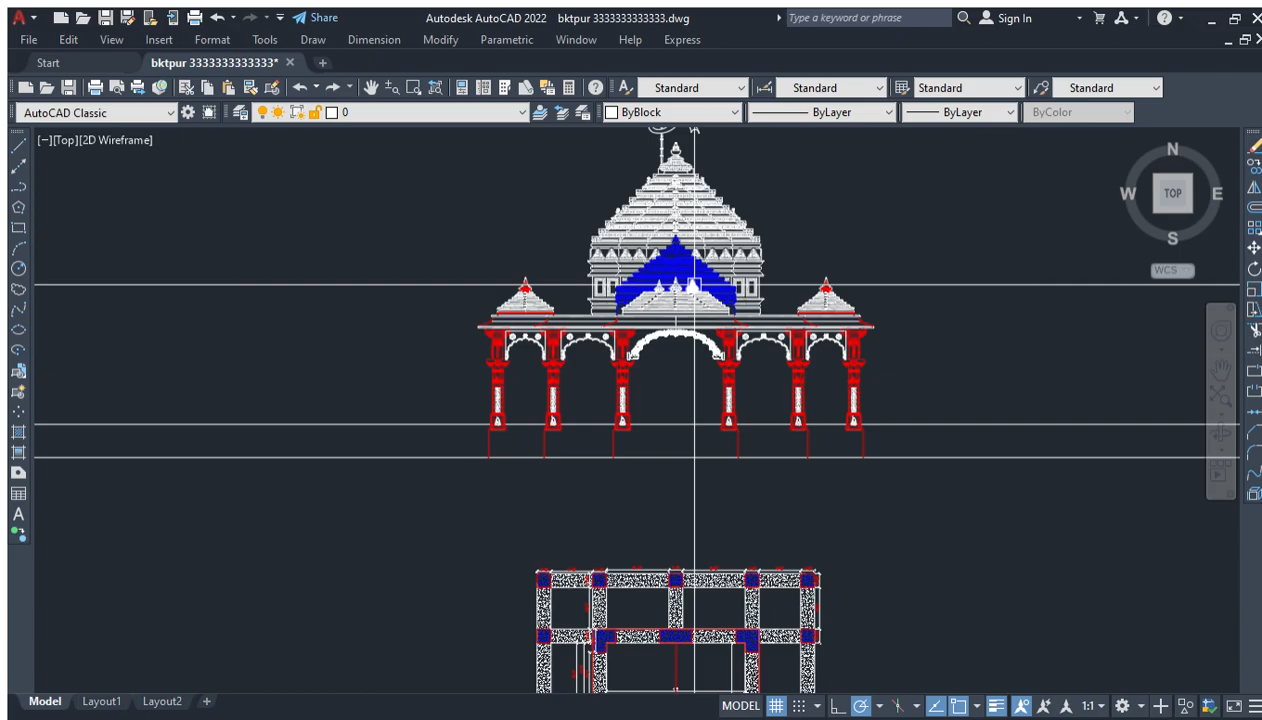 A Share Autodesk AutoCAD 2022 bktpur 3333333333333.dwg Type a keyword or phrase Sign In
File Edit View Insert Format Tools Draw Dimension Modify Parametric Window Help Express
Start bktpur 3333333333333*
Standard Standard Standard Standard
AutoCAD Classic 0 ByBlock ByLayer ByLayer ByColor
[−][Top][2D Wireframe]
N
W TOP E
S
WCS
A
Model Layout1 Layout2 MODEL 1:1